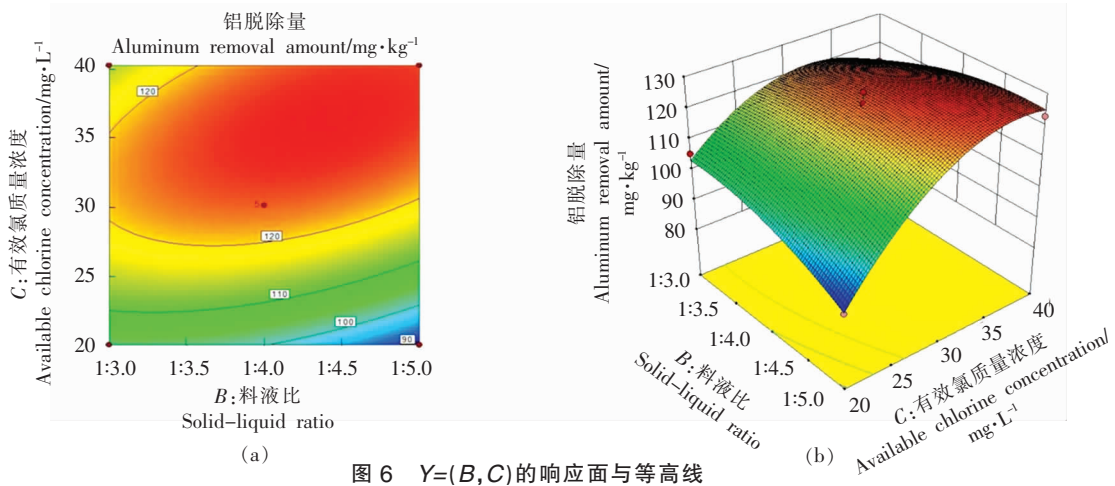 铝脱除量
Aluminum removal amount/mg·kg⁻¹
C:有效氯质量浓度
Available chlorine concentration/mg·L⁻¹
40
35
30
25
20
120
5
120
110
100
90
1∶3.0
1∶3.5
1∶4.0
1∶4.5
1∶5.0
B:料液比
Solid-liquid ratio
(a)
铝脱除量
Aluminum removal amount/
mg·kg⁻¹
130
120
110
100
90
80
1∶3.0
1∶3.5
1∶4.0
1∶4.5
1∶5.0
B:料液比
Solid-liquid ratio
20
25
30
35
40
C:有效氯质量浓度
Available chlorine concentration/
mg·L⁻¹
(b)
图 6 Y=(B,C)的响应面与等高线